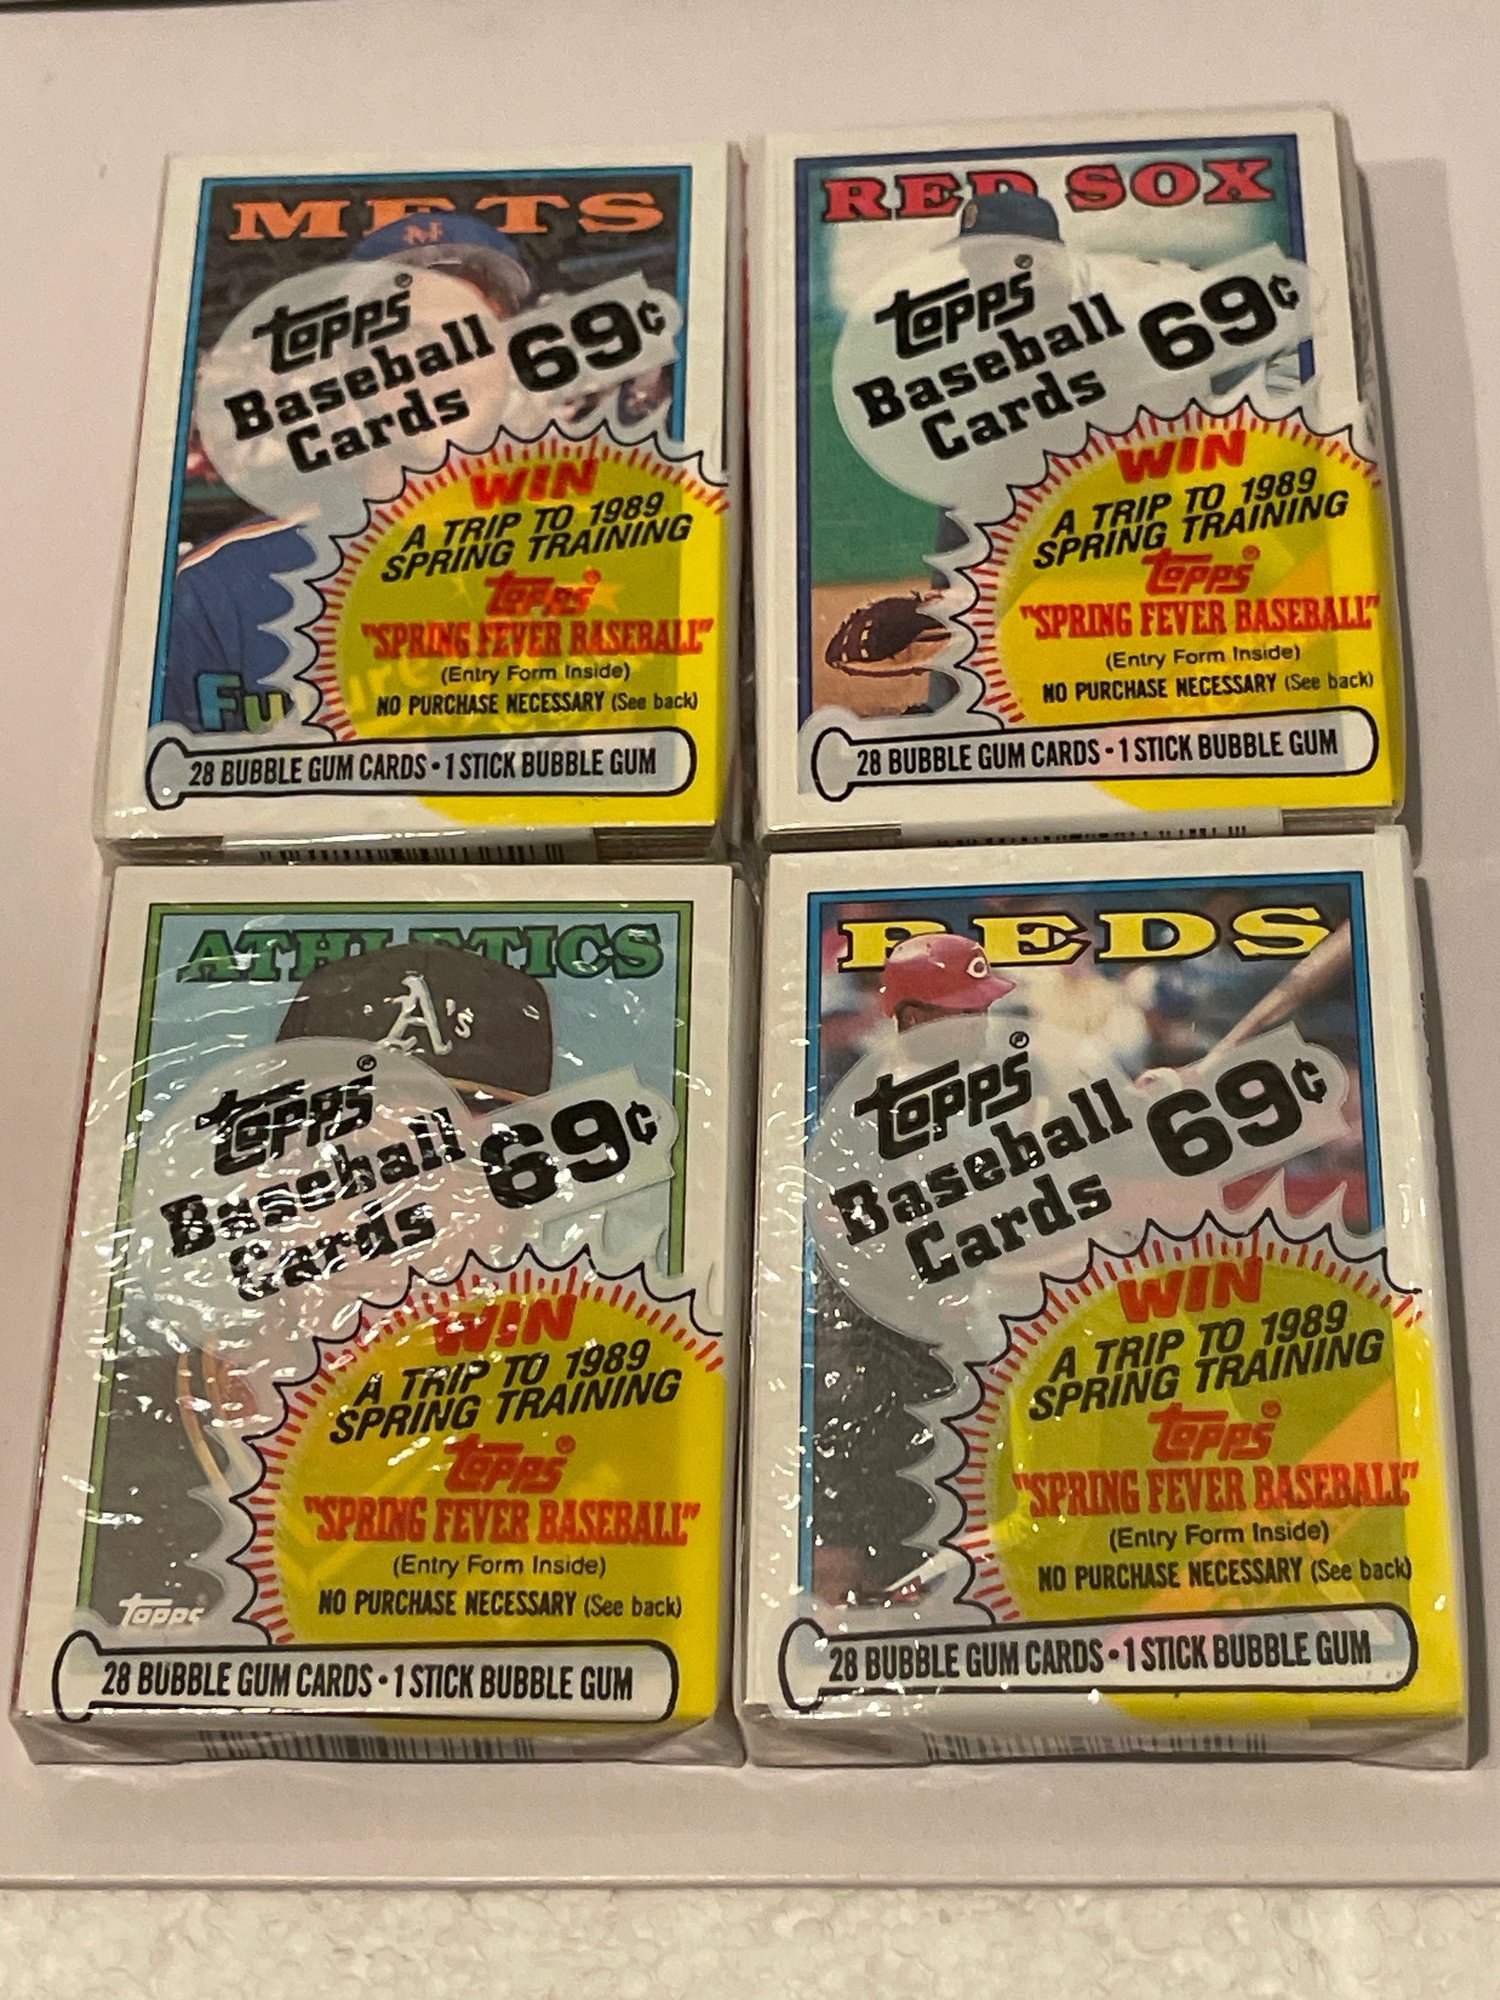 METS
Topps®
Baseball
Cards
69¢
WIN
A TRIP TO 1989
SPRING TRAINING
Topps®
"SPRING FEVER BASEBALL"
(Entry Form Inside)
NO PURCHASE NECESSARY (See back)
Fu
28 BUBBLE GUM CARDS • 1 STICK BUBBLE GUM
RED SOX
Topps®
Baseball
Cards
69¢
WIN
A TRIP TO 1989
SPRING TRAINING
Topps®
"SPRING FEVER BASEBALL"
(Entry Form Inside)
NO PURCHASE NECESSARY (See back)
28 BUBBLE GUM CARDS • 1 STICK BUBBLE GUM
ATHLETICS
A's
Topps®
Baseball
Cards
69¢
WIN
A TRIP TO 1989
SPRING TRAINING
Topps®
"SPRING FEVER BASEBALL"
(Entry Form Inside)
NO PURCHASE NECESSARY (See back)
Topps
28 BUBBLE GUM CARDS • 1 STICK BUBBLE GUM
REDS
Topps®
Baseball
Cards
69¢
WIN
A TRIP TO 1989
SPRING TRAINING
Topps®
"SPRING FEVER BASEBALL"
(Entry Form Inside)
NO PURCHASE NECESSARY (See back)
28 BUBBLE GUM CARDS • 1 STICK BUBBLE GUM